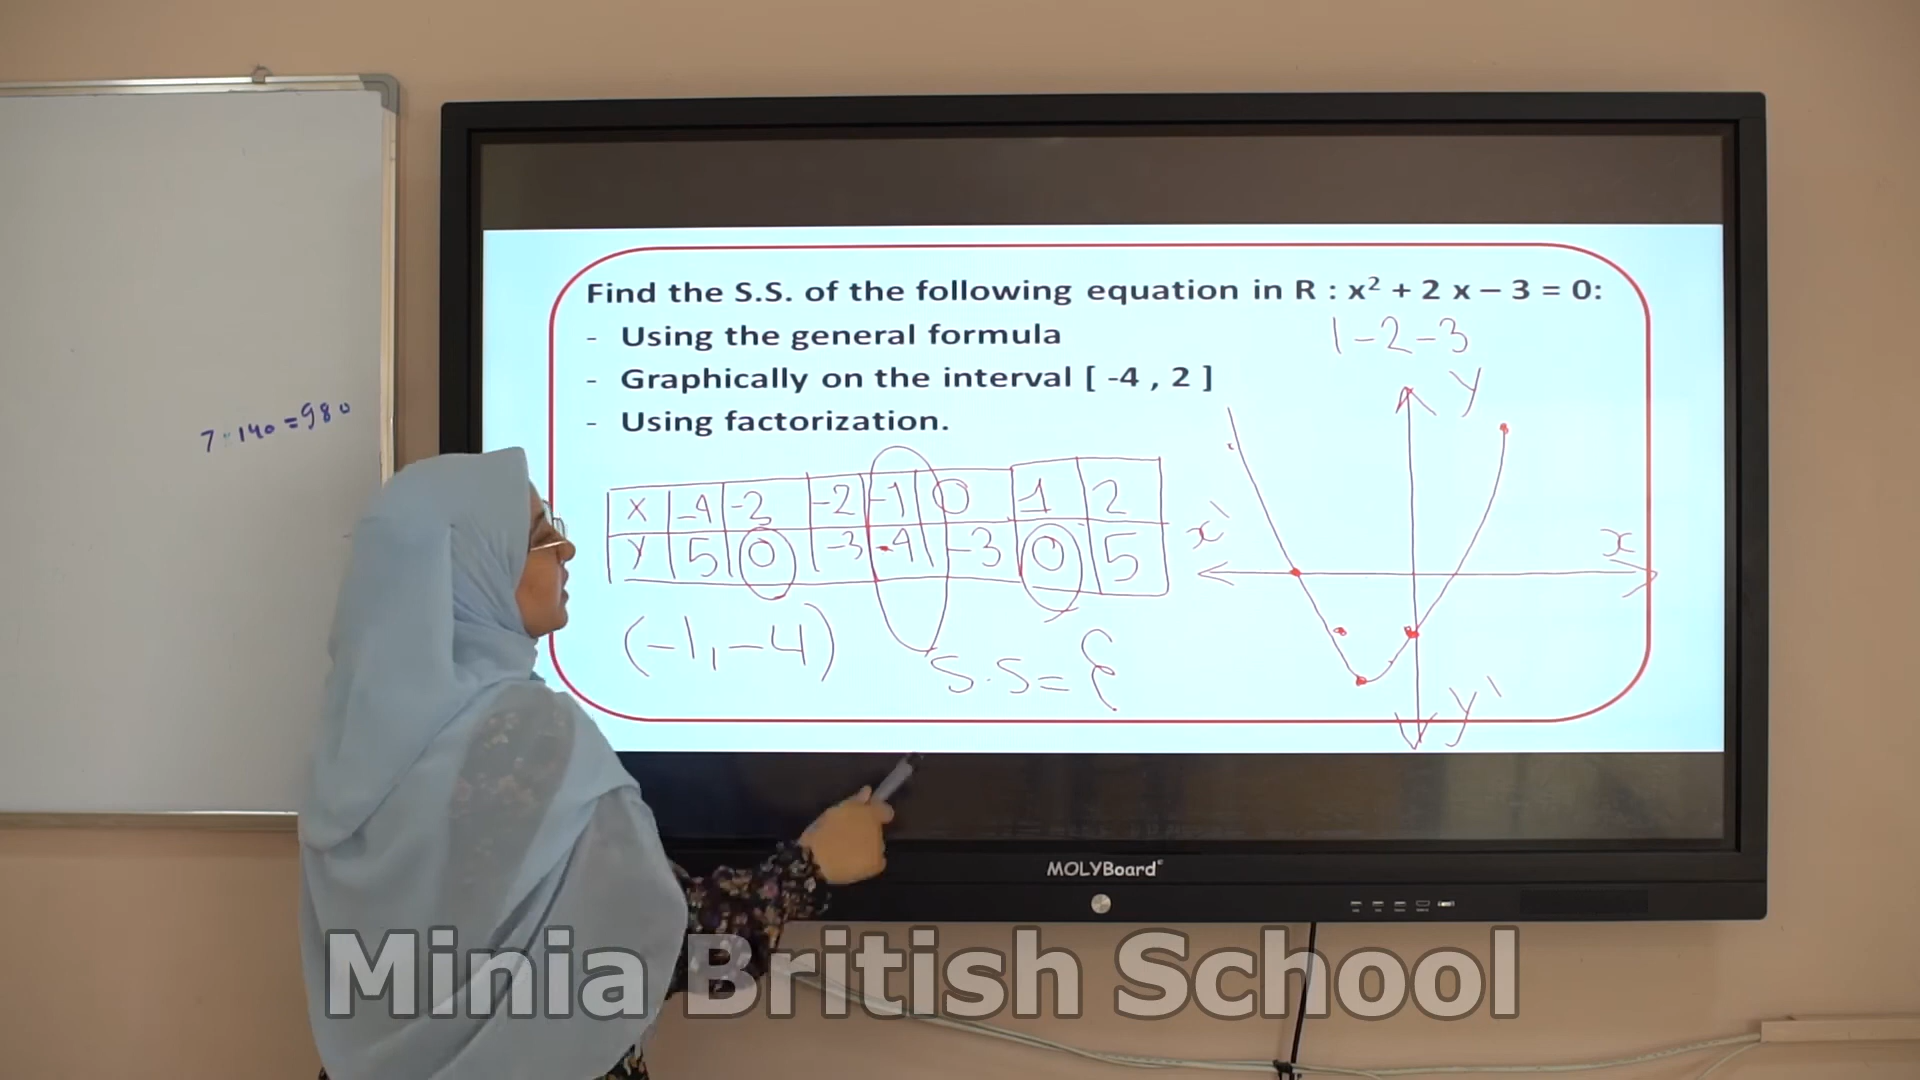 7 · 140 = 980
Find the S.S. of the following equation in R : x² + 2 x – 3 = 0:
- Using the general formula
- Graphically on the interval [ -4 , 2 ]
- Using factorization.
1 - 2 - 3
x -4 -3 -2 -1 0 1 2
y 5 0 -3 -4 -3 0 5
(-1, -4)
S.S = {
y
x' x
y'
MOLYBoard
Minia British School